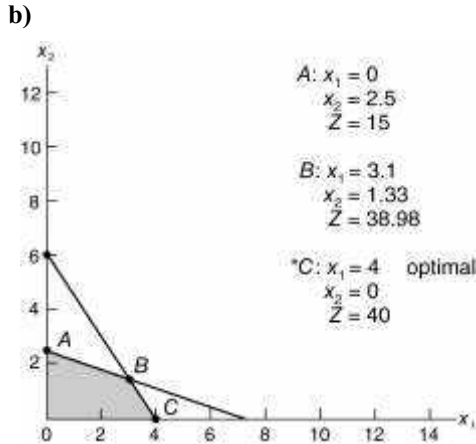 b)
x₂
12
10
8
6
4
2
0
2
4
6
8
10
12
14
x
A
B
C
A: x₁ = 0
x₂ = 2.5
Z = 15
B: x₁ = 3.1
x₂ = 1.33
Z = 38.98
*C: x₁ = 4 optimal
x₂ = 0
Z = 40